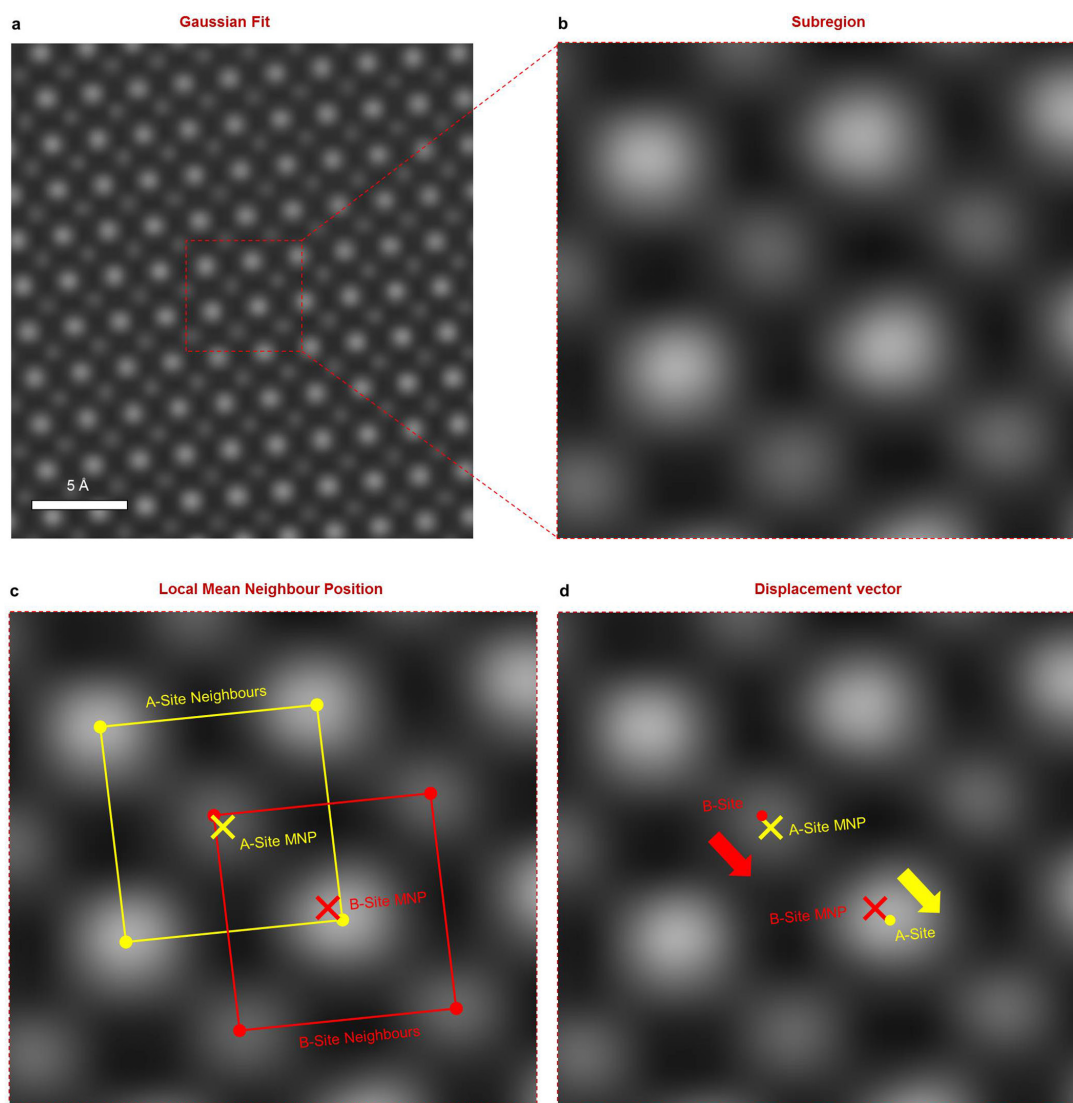 a
Gaussian Fit
b
Subregion
5 Å
c
Local Mean Neighbour Position
d
Displacement vector
A-Site Neighbours
A-Site MNP
B-Site MNP
B-Site Neighbours
B-Site
A-Site MNP
B-Site MNP
A-Site